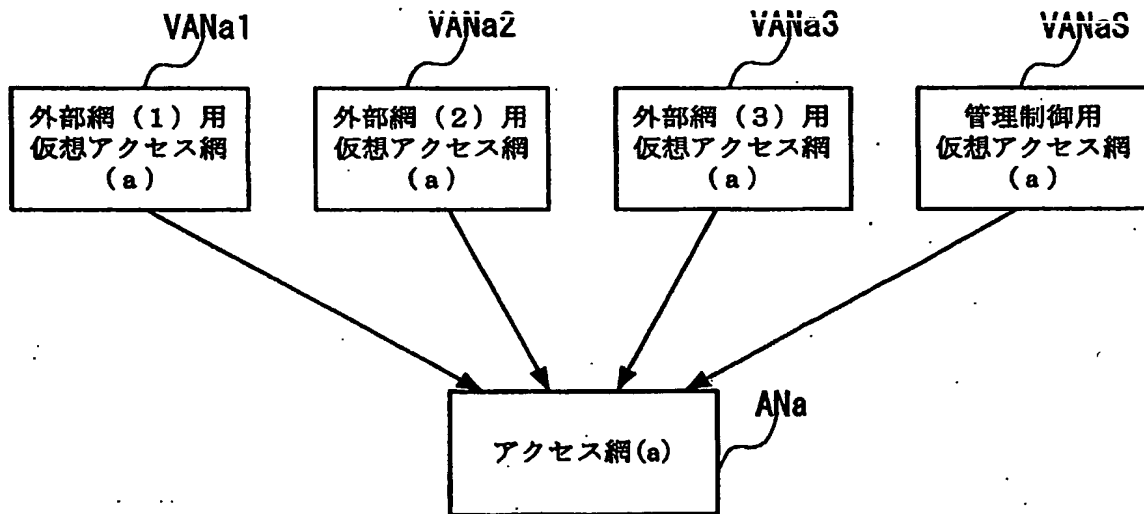 VANa1
VANa2
VANa3
VANaS
外部網（1）用
仮想アクセス網
（a）
外部網（2）用
仮想アクセス網
（a）
外部網（3）用
仮想アクセス網
（a）
管理制御用
仮想アクセス網
（a）
ANa
アクセス網(a)